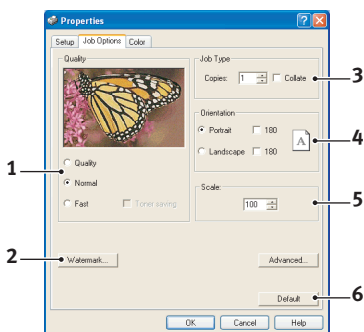 Properties
Setup Job Options Color
Quality
Job Type
Copies: 1 Collate
3
Orientation
Portrait 180
A
4
Landscape 180
1
Quality
Normal
Fast Toner saving
Scale:
100
5
2
Watermark...
Advanced...
Default
6
OK Cancel Help